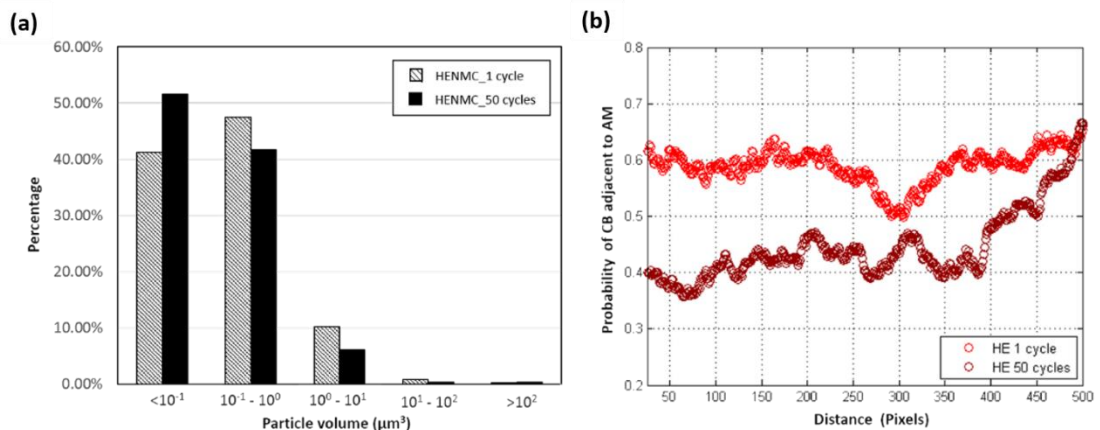 (a)
60.00%
50.00%
40.00%
30.00%
20.00%
10.00%
0.00%
Percentage
HENMC_1 cycle
HENMC_50 cycles
<10⁻¹
10⁻¹ - 10⁰
10⁰ - 10¹
10¹ - 10²
>10²
Particle volume (μm³)
(b)
0.8
0.7
0.6
0.5
0.4
0.3
0.2
Probability of CB adjacent to AM
HE 1 cycle
HE 50 cycles
50 100 150 200 250 300 350 400 450 500
Distance (Pixels)